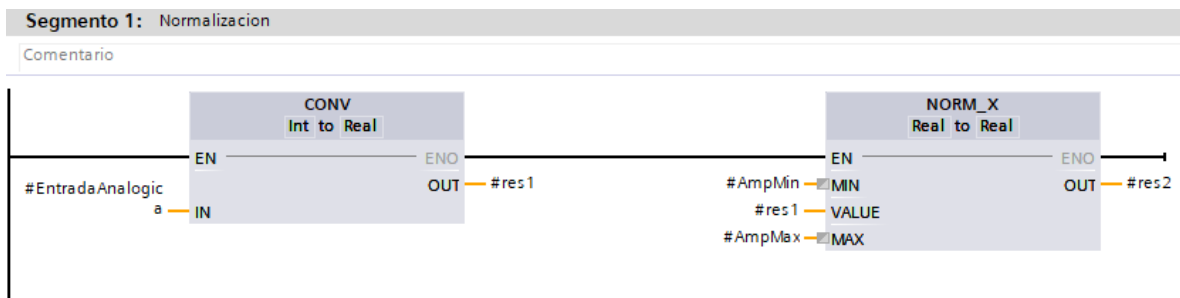 Segmento 1: Normalizacion
Comentario
CONV
Int to Real
EN ENO
#EntradaAnalogic
a IN
OUT #res1
NORM_X
Real to Real
EN ENO
#AmpMin MIN OUT #res2
#res1 VALUE
#AmpMax MAX